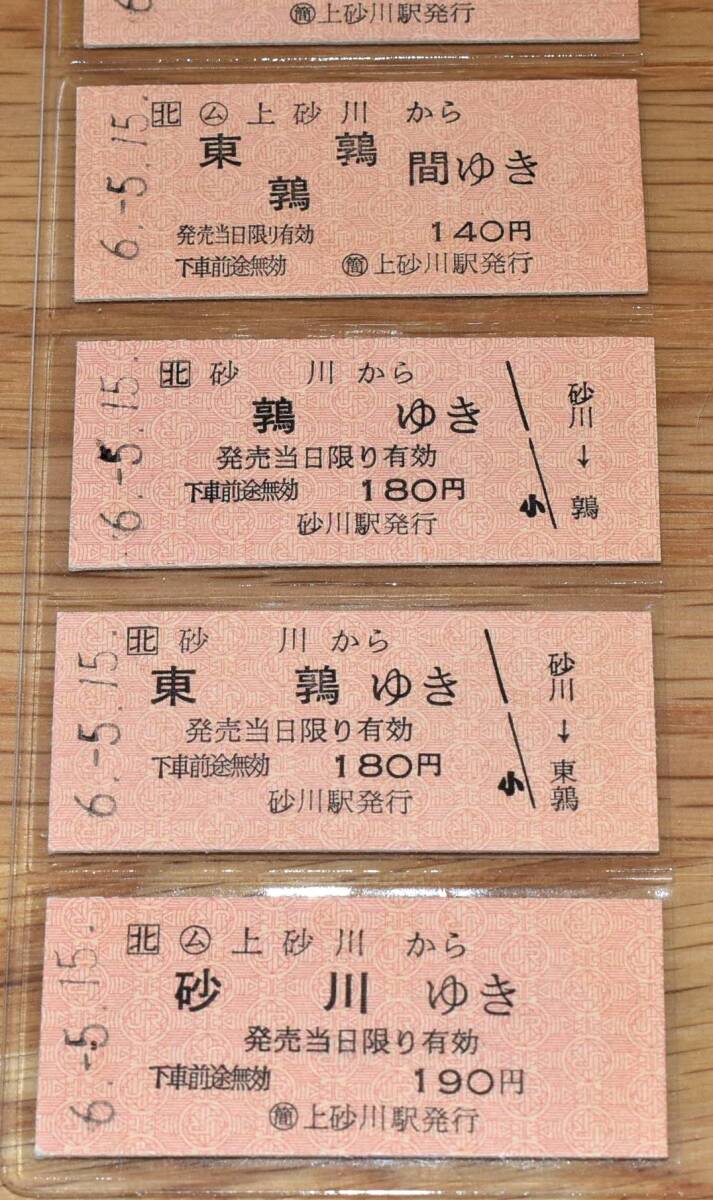 6
簡上砂川駅発行
6.-5.15.
北 ム 上砂川 から
東鶉
鶉
間ゆき
発売当日限り有効 140円
下車前途無効 簡上砂川駅発行
6.-5.15.
北 砂川から
鶉 ゆき
発売当日限り有効
下車前途無効 180円
砂川駅発行
砂川→鶉
小
6.-5.15.
北 砂川から
東鶉ゆき
発売当日限り有効
下車前途無効 180円
砂川駅発行
砂川→東鶉
小
6.-5.15.
北 ム 上砂川 から
砂川 ゆき
発売当日限り有効
下車前途無効 190円
簡上砂川駅発行